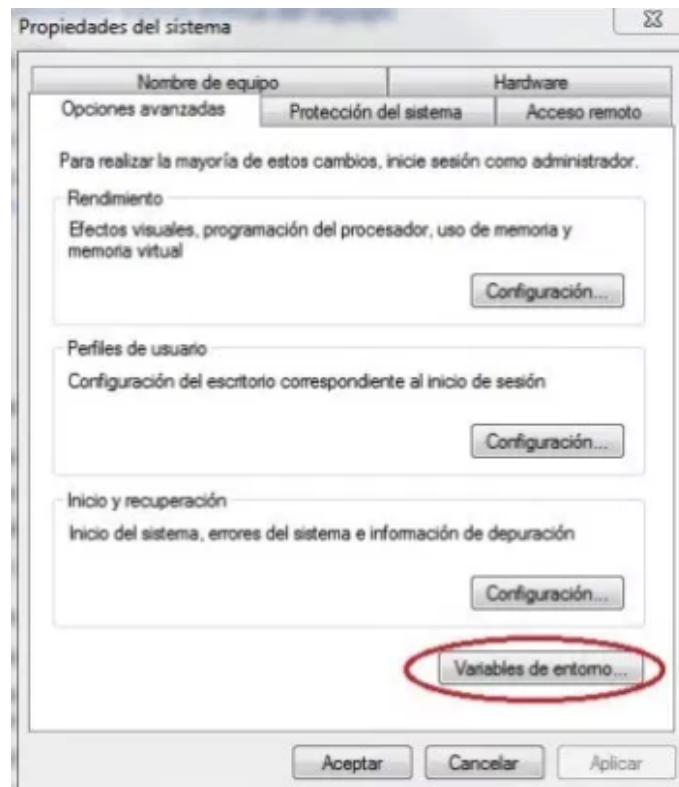 Propiedades del sistema
Nombre de equipo
Hardware
Opciones avanzadas
Protección del sistema
Acceso remoto
Para realizar la mayoría de estos cambios, inicie sesión como administrador.
Rendimiento
Efectos visuales, programación del procesador, uso de memoria y
memoria virtual
Configuración...
Perfiles de usuario
Configuración del escritorio correspondiente al inicio de sesión
Configuración...
Inicio y recuperación
Inicio del sistema, errores del sistema e información de depuración
Configuración...
Variables de entorno...
Aceptar
Cancelar
Aplicar